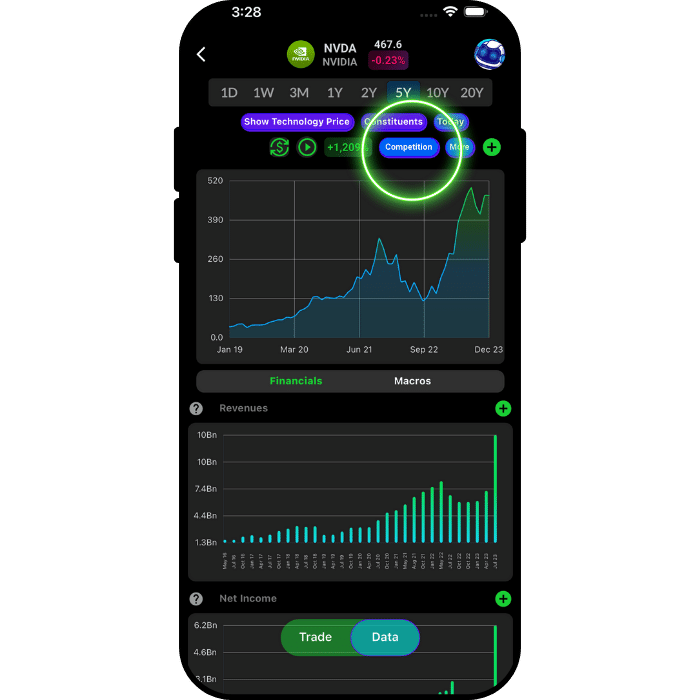 3:28
NVIDIA
NVDA
467.6
NVIDIA
-0.23%
1D 1W 3M 1Y 2Y 5Y 10Y 20Y
Show Technology Price Constituents Today
+1,209% Competition More
520
390
260
130
0.0
Jan 19 Mar 20 Jun 21 Sep 22 Dec 23
Financials Macros
? Revenues
10Bn
10Bn
7.4Bn
4.4Bn
1.3Bn
? Net Income
6.2Bn
4.6Bn
3.1Bn
Trade Data